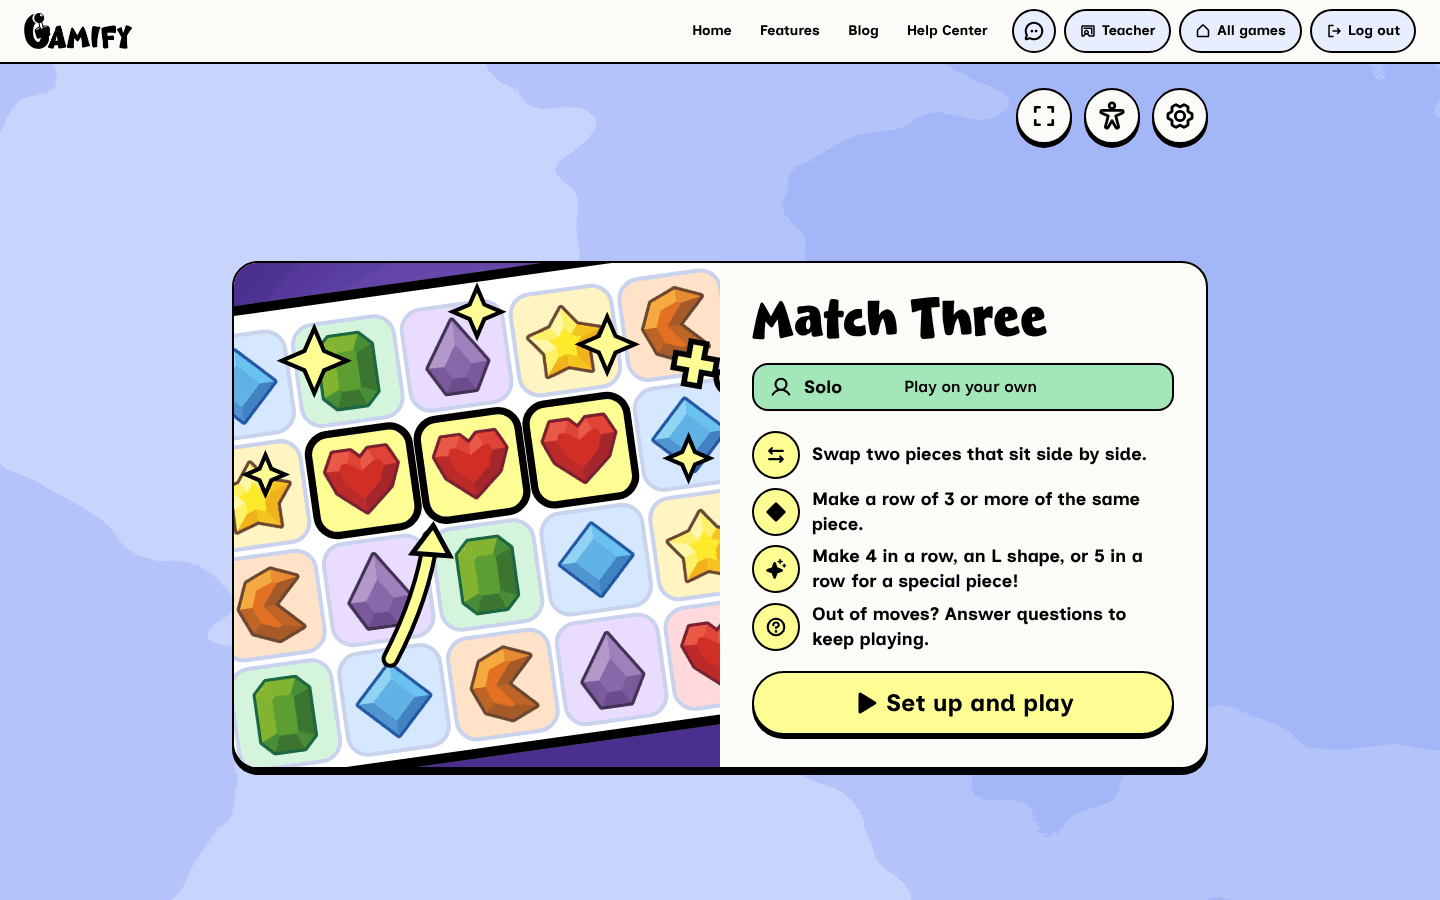 GAMIFY
Home
Features
Blog
Help Center
Teacher
All games
Log out
Match Three
Solo
Play on your own
Swap two pieces that sit side by side.
Make a row of 3 or more of the same
piece.
Make 4 in a row, an L shape, or 5 in a
row for a special piece!
Out of moves? Answer questions to
keep playing.
Set up and play